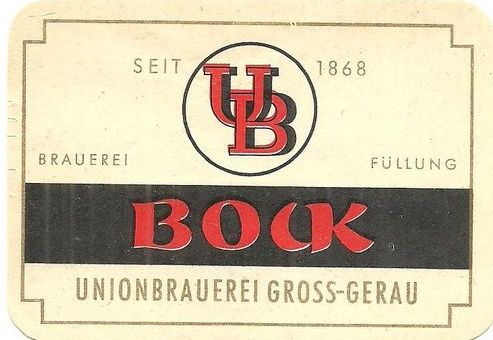 SEIT UB 1868
BRAUEREI FÜLLUNG
BOCK
UNIONBRAUEREI GROSS-GERAU